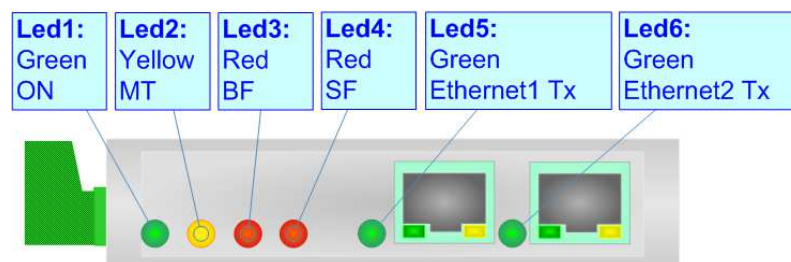 Led1:
Green
ON
Led2:
Yellow
MT
Led3:
Red
BF
Led4:
Red
SF
Led5:
Green
Ethernet1 Tx
Led6:
Green
Ethernet2 Tx